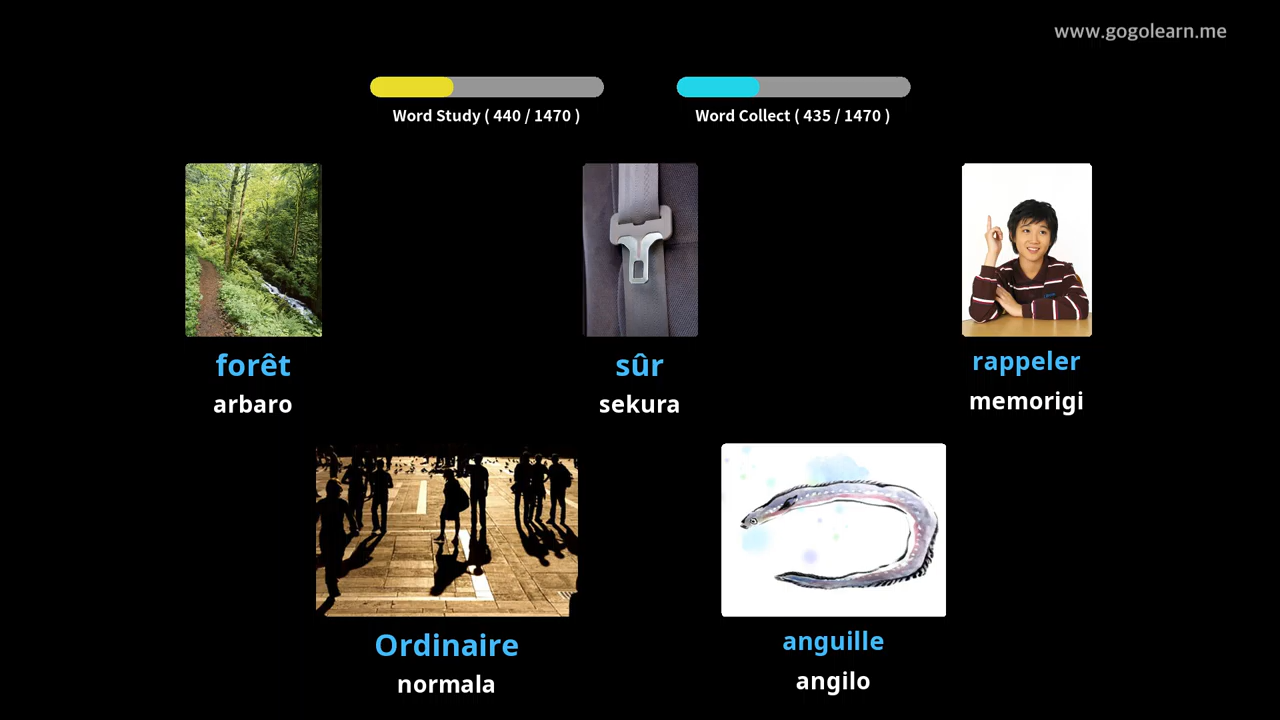 www.gogolearn.me
Word Study ( 440 / 1470 )
Word Collect ( 435 / 1470 )
forêt
arbaro
sûr
sekura
rappeler
memorigi
Ordinaire
normala
anguille
angilo